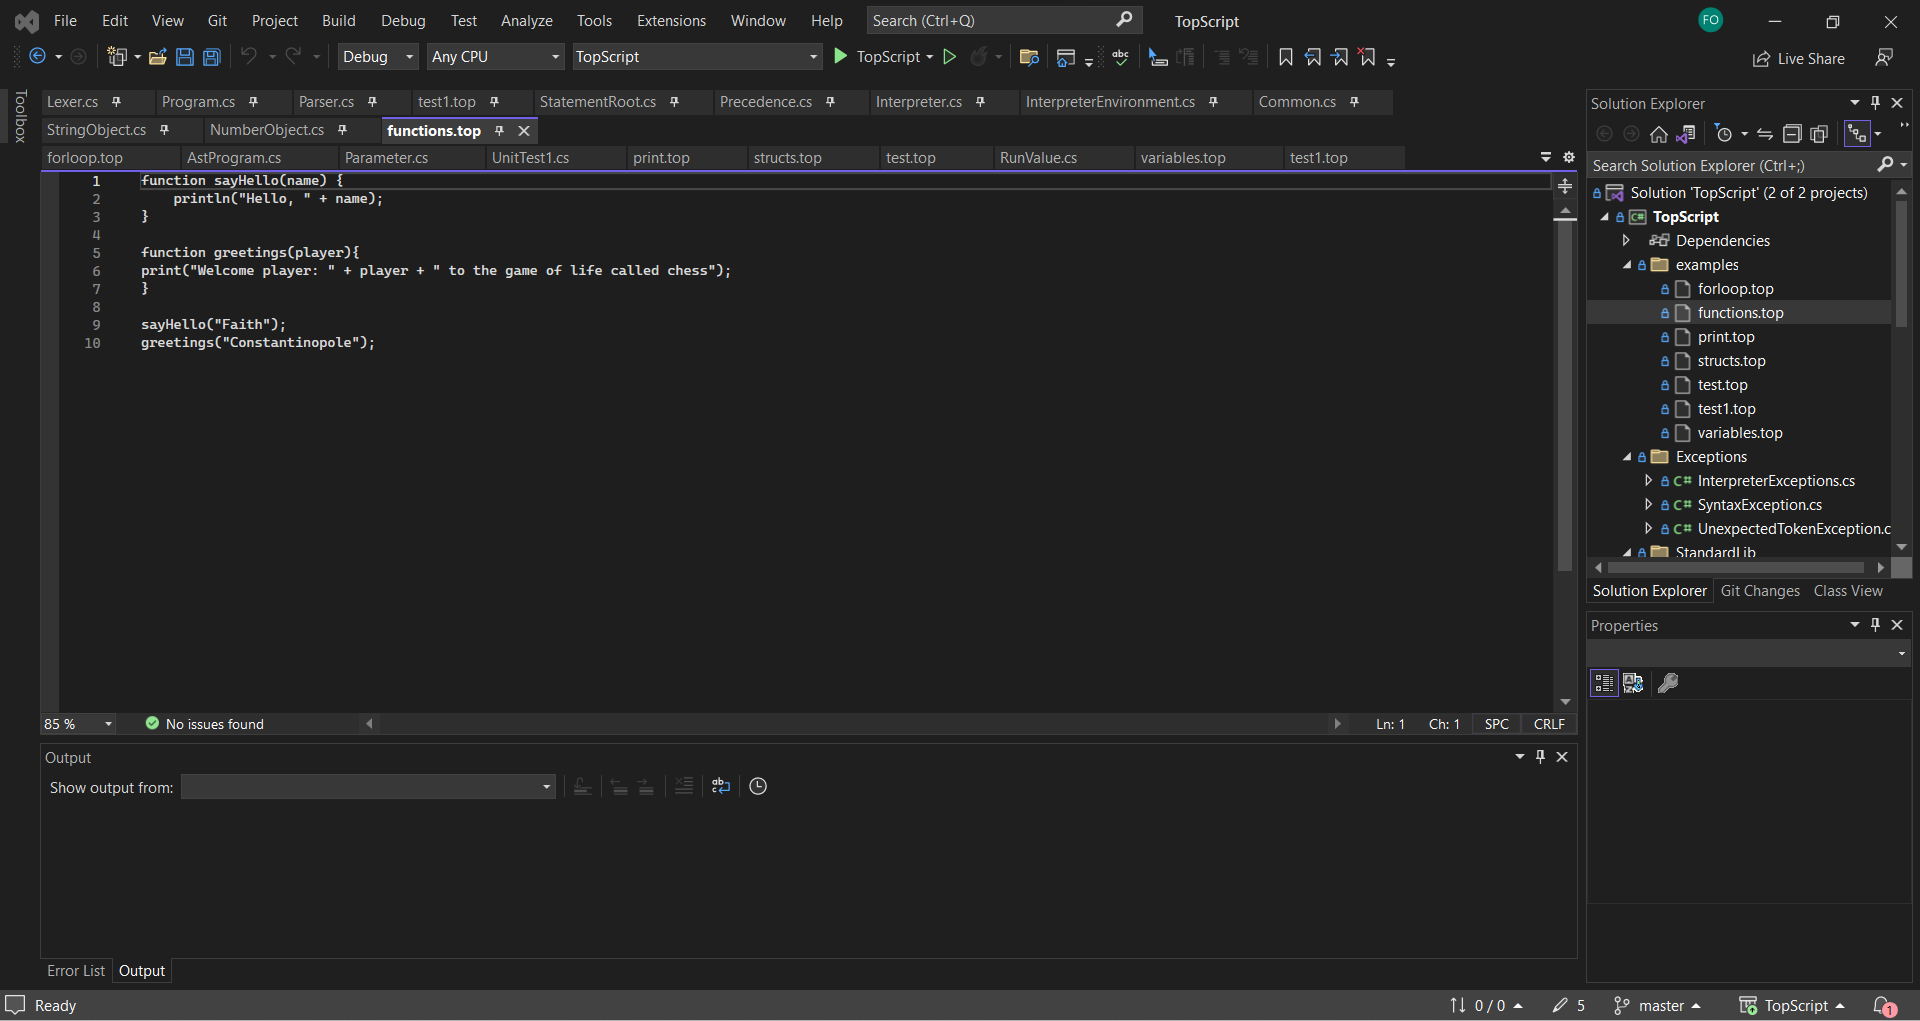 File Edit View Git Project Build Debug Test Analyze Tools Extensions Window Help Search (Ctrl+Q) TopScript FO
Debug Any CPU TopScript TopScript Live Share
Toolbox
Lexer.cs Program.cs Parser.cs test1.top StatementRoot.cs Precedence.cs Interpreter.cs InterpreterEnvironment.cs Common.cs
StringObject.cs NumberObject.cs functions.top
forloop.top AstProgram.cs Parameter.cs UnitTest1.cs print.top structs.top test.top RunValue.cs variables.top test1.top
1 function sayHello(name) {
2 println("Hello, " + name);
3 }
4
5 function greetings(player){
6 print("Welcome player: " + player + " to the game of life called chess");
7 }
8
9 sayHello("Faith");
10 greetings("Constantinopole");
85 % No issues found Ln: 1 Ch: 1 SPC CRLF
Output
Show output from:
Error List Output
Solution Explorer
Search Solution Explorer (Ctrl+;)
Solution 'TopScript' (2 of 2 projects)
C# TopScript
Dependencies
examples
forloop.top
functions.top
print.top
structs.top
test.top
test1.top
variables.top
Exceptions
C# InterpreterExceptions.cs
C# SyntaxException.cs
C# UnexpectedTokenException.c
StandardLib
Solution Explorer Git Changes Class View
Properties
Ready 0 / 0 5 master TopScript 1